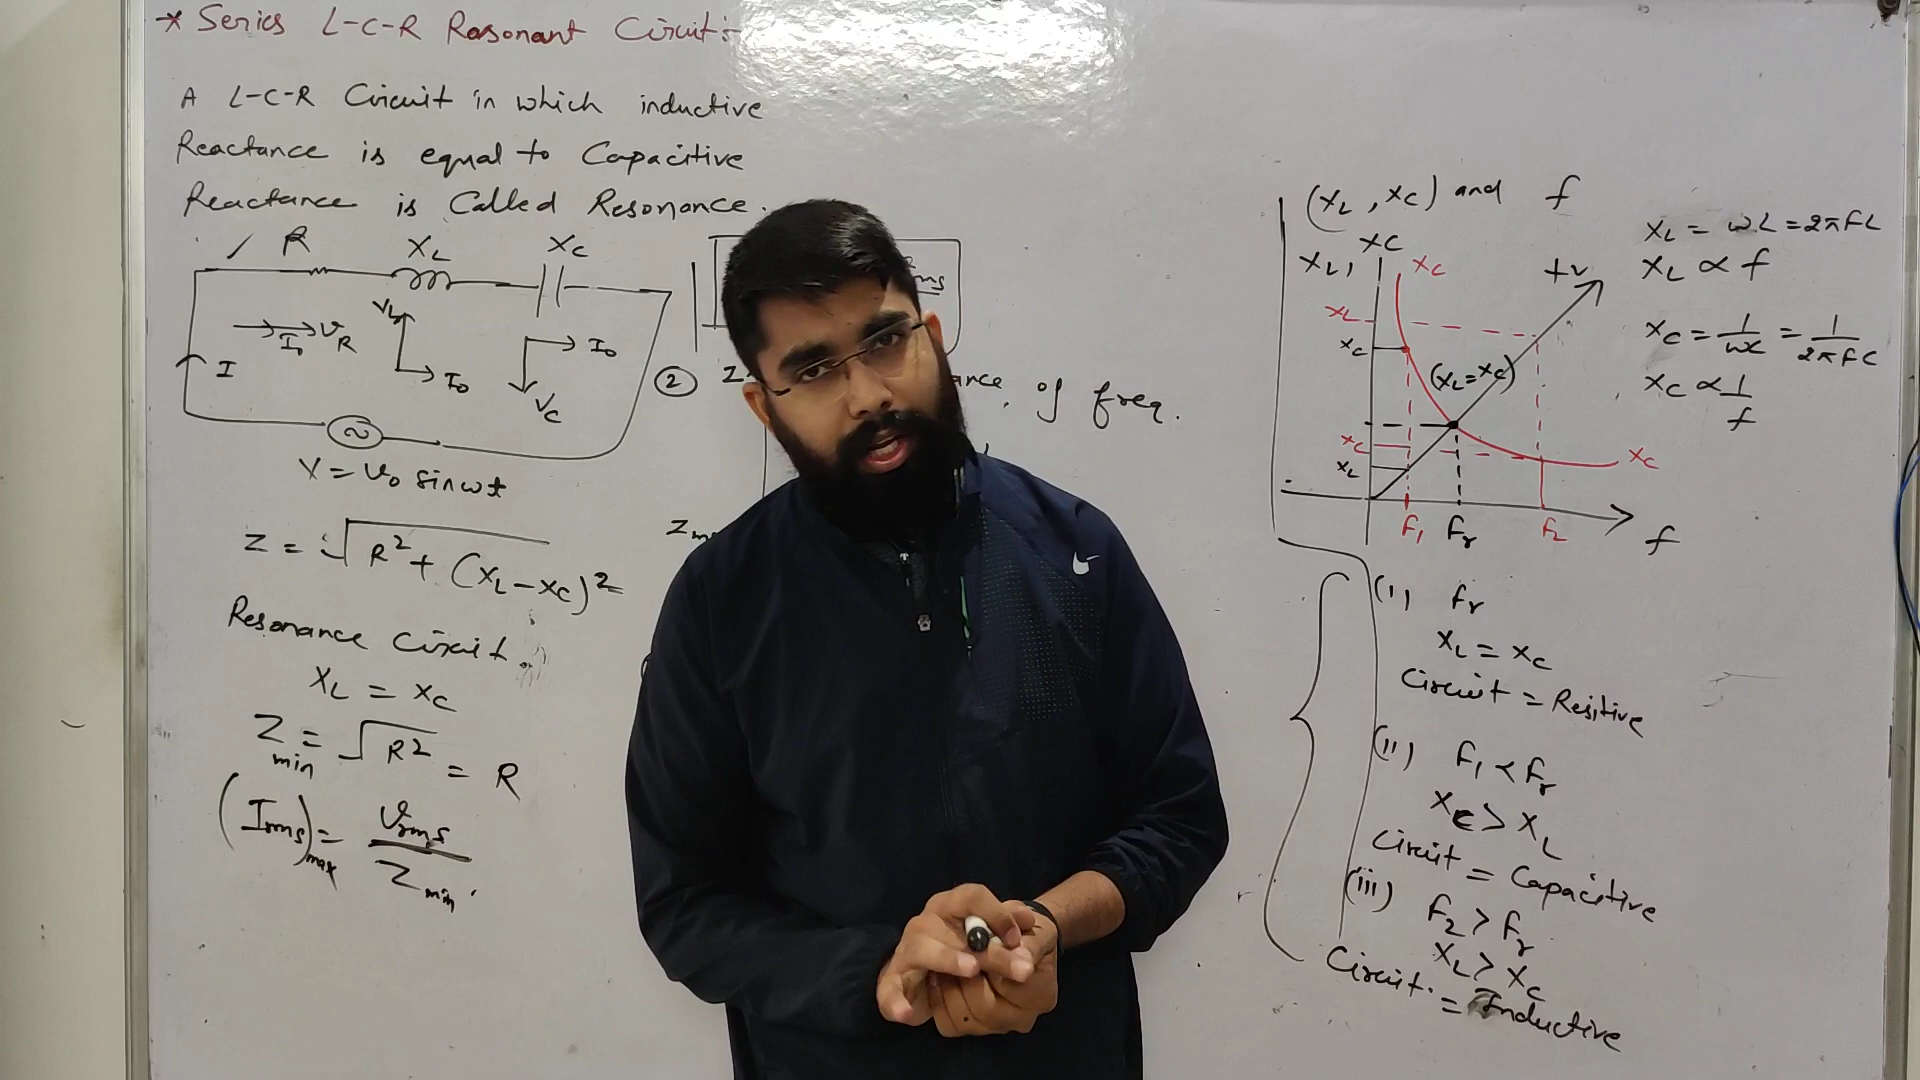 * Series L-C-R Rasonant Circuit:-
A L-C-R Circuit in which inductive
Reactance is equal to Capacitive
Reactance is Called Resonance.
R XL XC
I0 VR
VL I0
I0 VC
I
V = V0 sinωt
Z = √R² + (XL - XC)²
Resonance Circuit.
XL = XC
Zmin = √R² = R
(Irms)max = Vrms / Zmin.
② Z
of freq.
(XL, XC) and f
XL, XC
XC
+v
XL
XC
(XL = XC)
XC
XL
XC
f1 fr f2
f
XL = ωL = 2πfL
XL ∝ f
XC = 1/ωC = 1/2πfC
XC ∝ 1/f
(i) fr
XL = XC
Circuit = Resitive
(ii) f1 < fr
XC > XL
Circuit = Capacitive
(iii) f2 > fr
XL > XC
Circuit. = Inductive